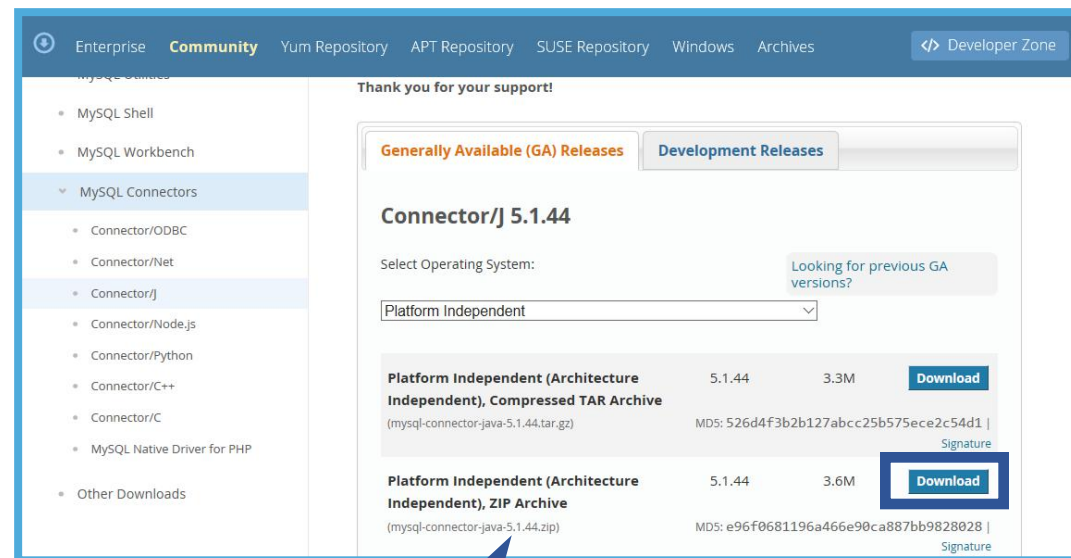 Enterprise Community Yum Repository APT Repository SUSE Repository Windows Archives </> Developer Zone
MySQL Utilities
MySQL Shell
MySQL Workbench
MySQL Connectors
Connector/ODBC
Connector/Net
Connector/J
Connector/Node.js
Connector/Python
Connector/C++
Connector/C
MySQL Native Driver for PHP
Other Downloads
Thank you for your support!
Generally Available (GA) Releases Development Releases
Connector/J 5.1.44
Select Operating System:
Looking for previous GA
versions?
Platform Independent
Platform Independent (Architecture 5.1.44 3.3M Download
Independent), Compressed TAR Archive
(mysql-connector-java-5.1.44.tar.gz) MD5: 526d4f3b2b127abcc25b575ece2c54d1 |
Signature
Platform Independent (Architecture 5.1.44 3.6M Download
Independent), ZIP Archive
(mysql-connector-java-5.1.44.zip) MD5: e96f0681196a466e90ca887bb9828028 |
Signature